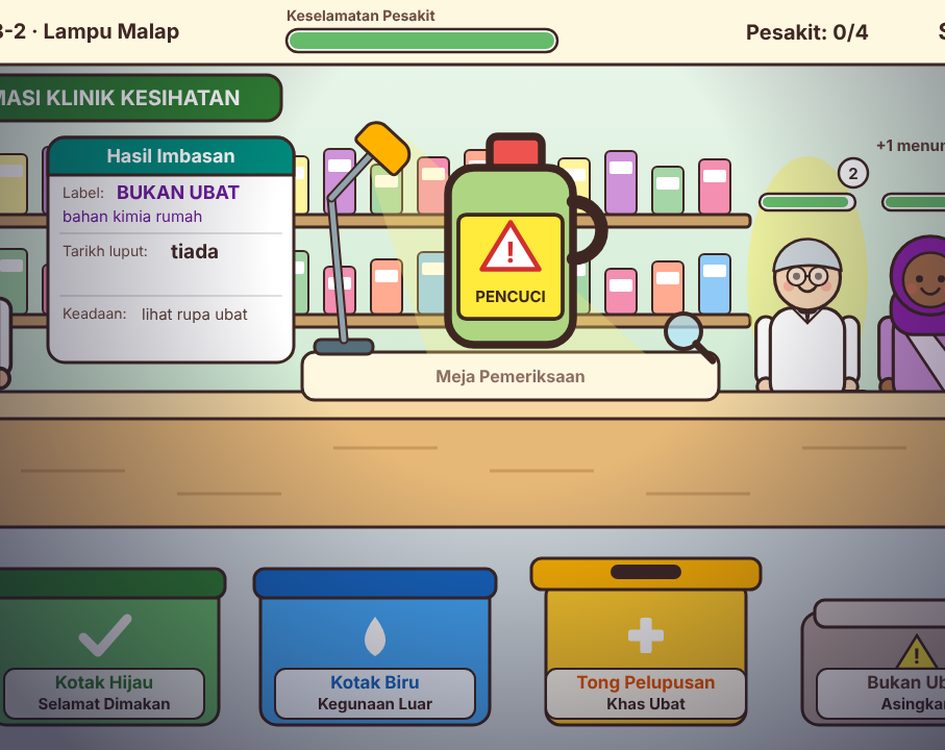 3-2 · Lampu Malap
Keselamatan Pesakit
Pesakit: 0/4
S
MASI KLINIK KESIHATAN
Hasil Imbasan
Label: BUKAN UBAT
bahan kimia rumah
Tarikh luput: tiada
Keadaan: lihat rupa ubat
PENCUCI
Meja Pemeriksaan
2
+1 menun
Kotak Hijau
Selamat Dimakan
Kotak Biru
Kegunaan Luar
Tong Pelupusan
Khas Ubat
Bukan Ub
Asingka